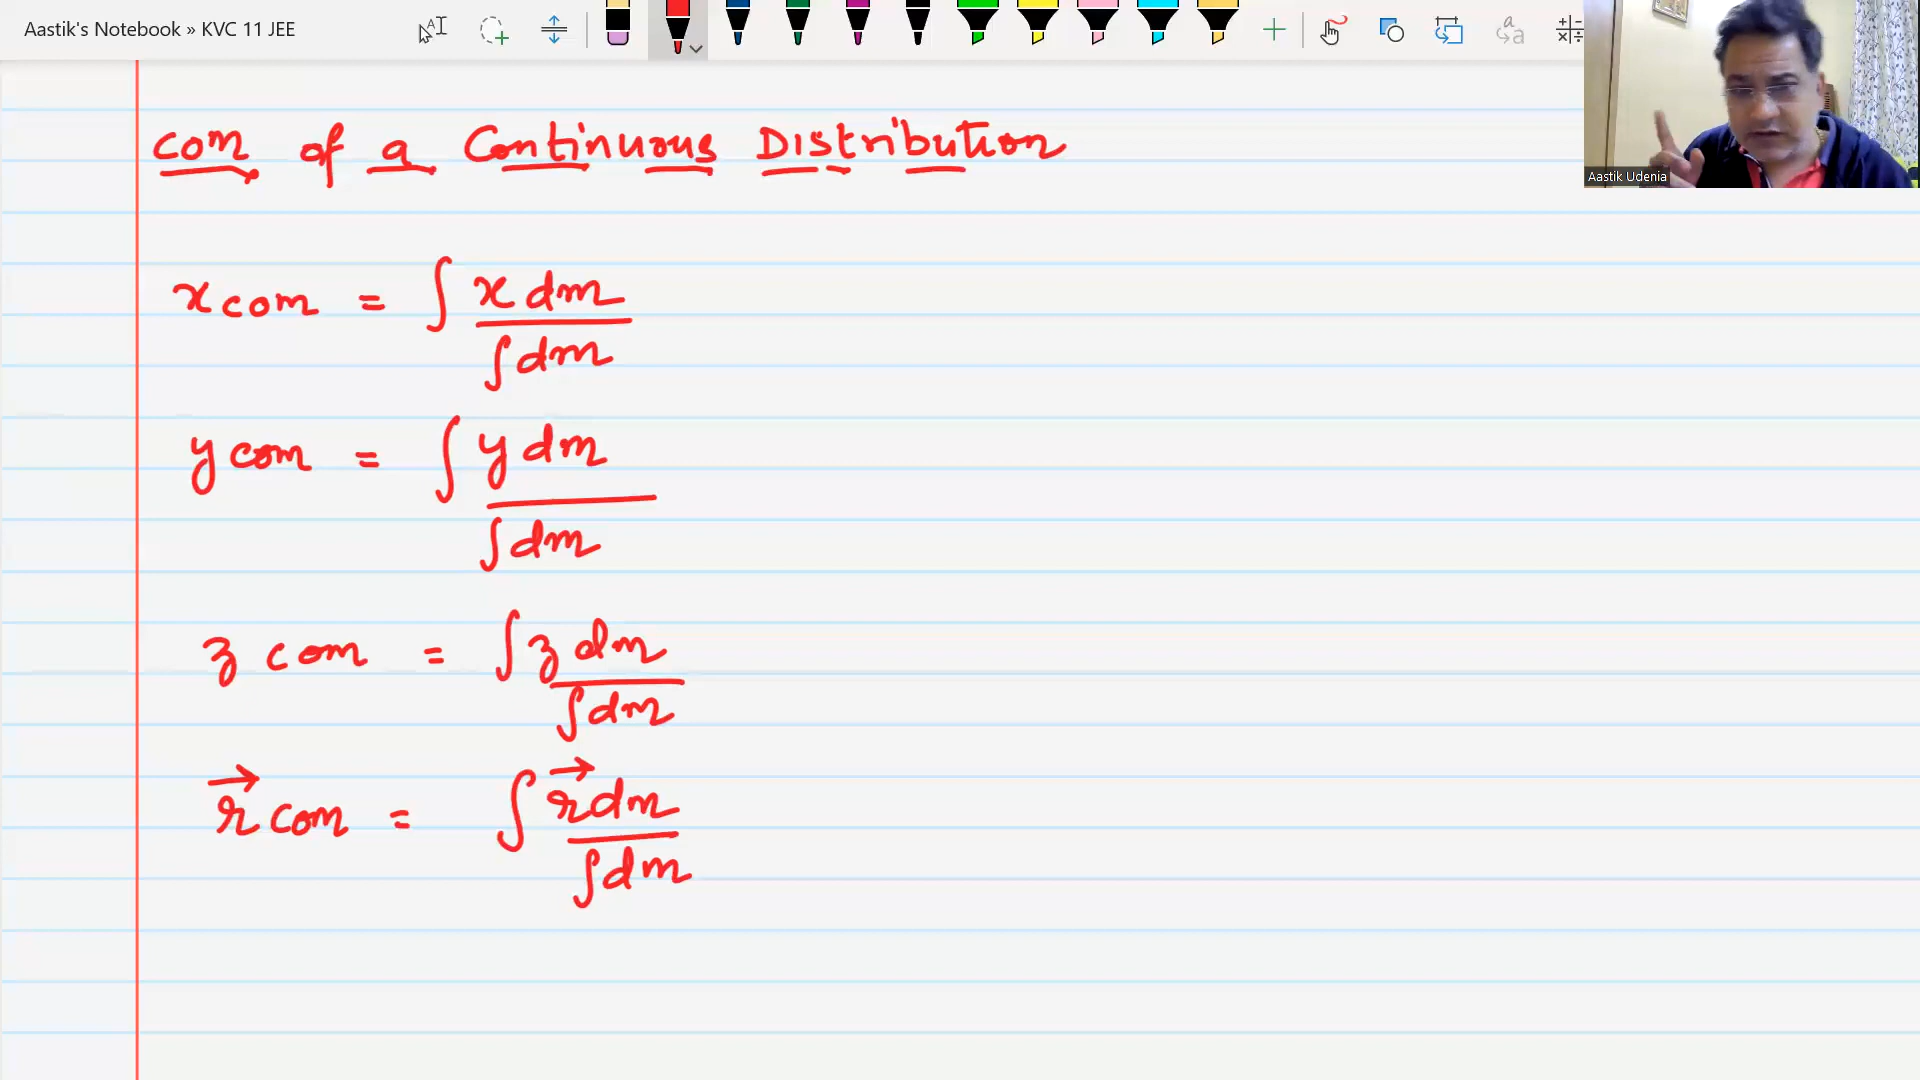 Aastik's Notebook » KVC 11 JEE
Aastik Udenia
COM of a Continuous Distribution
x com = ∫ x dm
∫ dm
y com = ∫ y dm
∫ dm
z com = ∫ z dm
∫ dm
r⃗ com = ∫ r⃗ dm
∫ dm